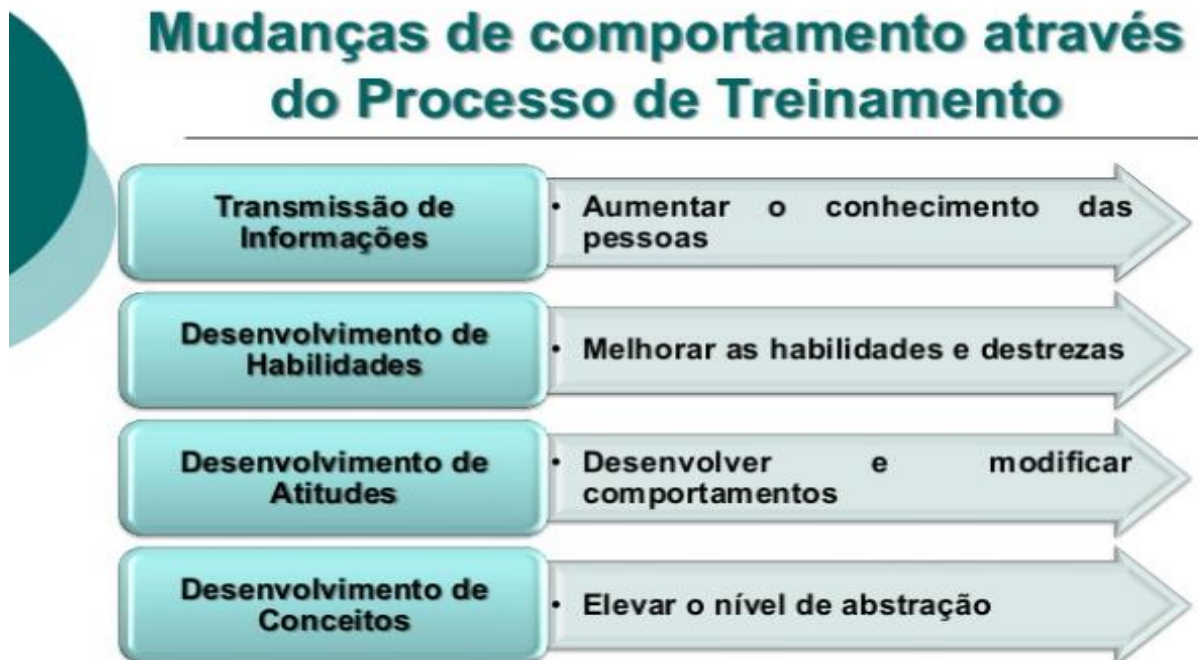 Mudanças de comportamento através
do Processo de Treinamento
Transmissão de
Informações
• Aumentar o conhecimento das
pessoas
Desenvolvimento de
Habilidades
• Melhorar as habilidades e destrezas
Desenvolvimento de
Atitudes
• Desenvolver e modificar
comportamentos
Desenvolvimento de
Conceitos
• Elevar o nível de abstração